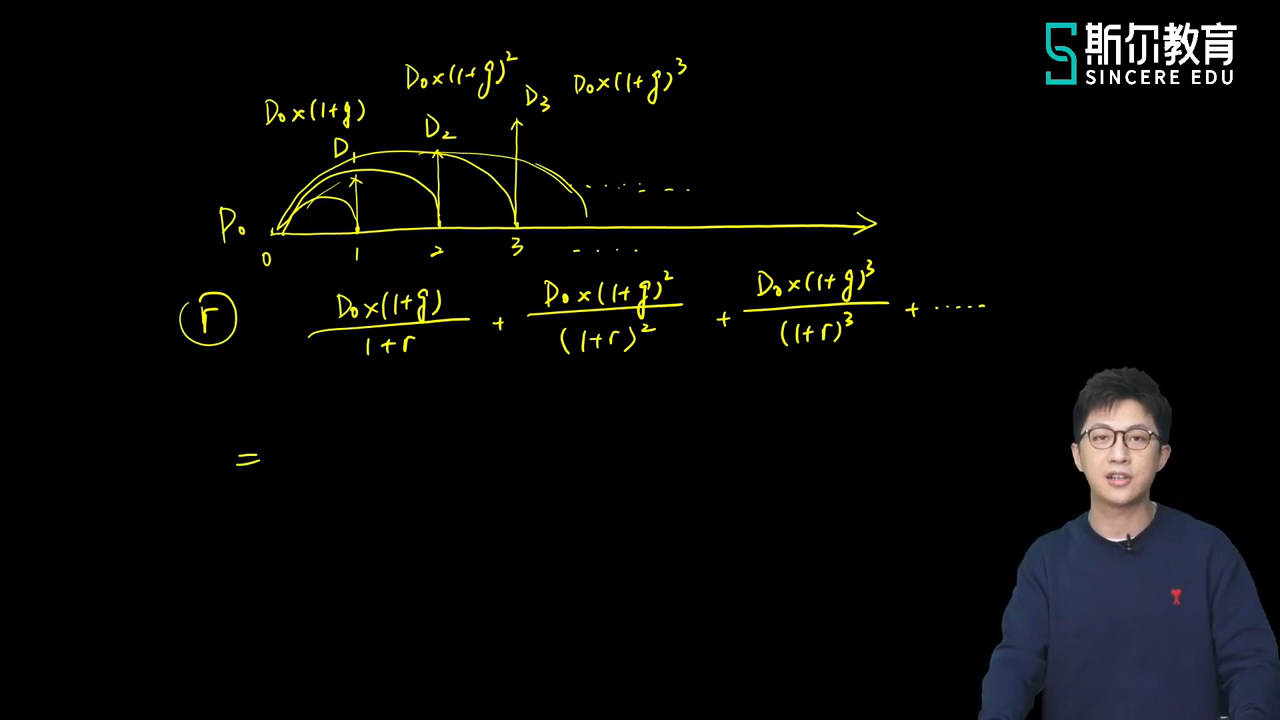 斯尔教育
SINCERE EDU
D₀×(1+g)² D₀×(1+g)³
D₀×(1+g) D₃
D₁ D₂
......
P₀
0 1 2 3 ....
r D₀×(1+g)/(1+r) + D₀×(1+g)²/(1+r)² + D₀×(1+g)³/(1+r)³ + .....
=